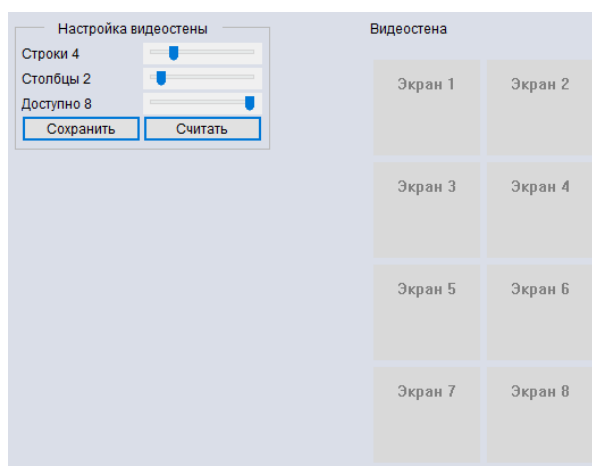 Настройка видеостены
Строки 4
Столбцы 2
Доступно 8
Сохранить Считать
Видеостена
Экран 1 Экран 2
Экран 3 Экран 4
Экран 5 Экран 6
Экран 7 Экран 8